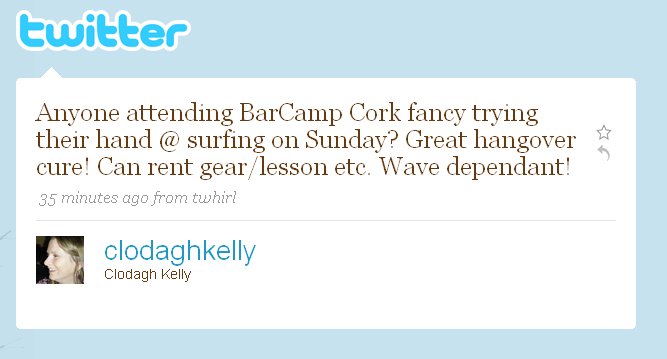 twitter
Anyone attending BarCamp Cork fancy trying
their hand @ surfing on Sunday? Great hangover
cure! Can rent gear/lesson etc. Wave dependant!
35 minutes ago from twhirl
clodaghkelly
Clodagh Kelly